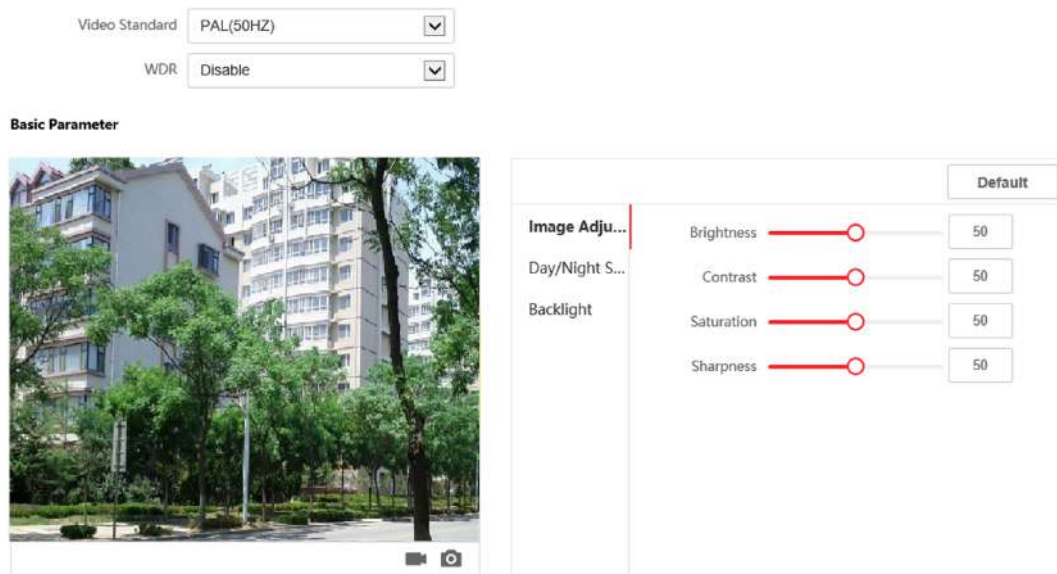 Video Standard PAL(50HZ)
WDR Disable
Basic Parameter
Default
Image Adju...
Day/Night S...
Backlight
Brightness 50
Contrast 50
Saturation 50
Sharpness 50